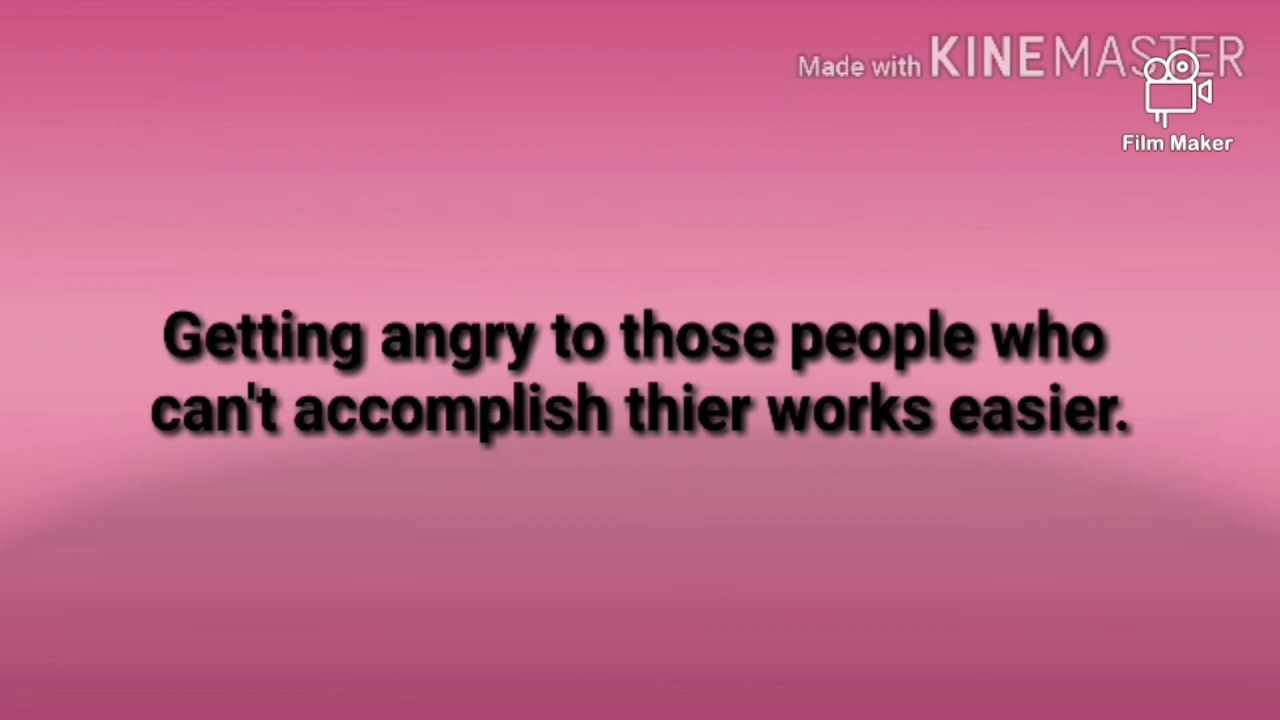 Made with KINEMASTER
Film Maker
Getting angry to those people who
can't accomplish thier works easier.